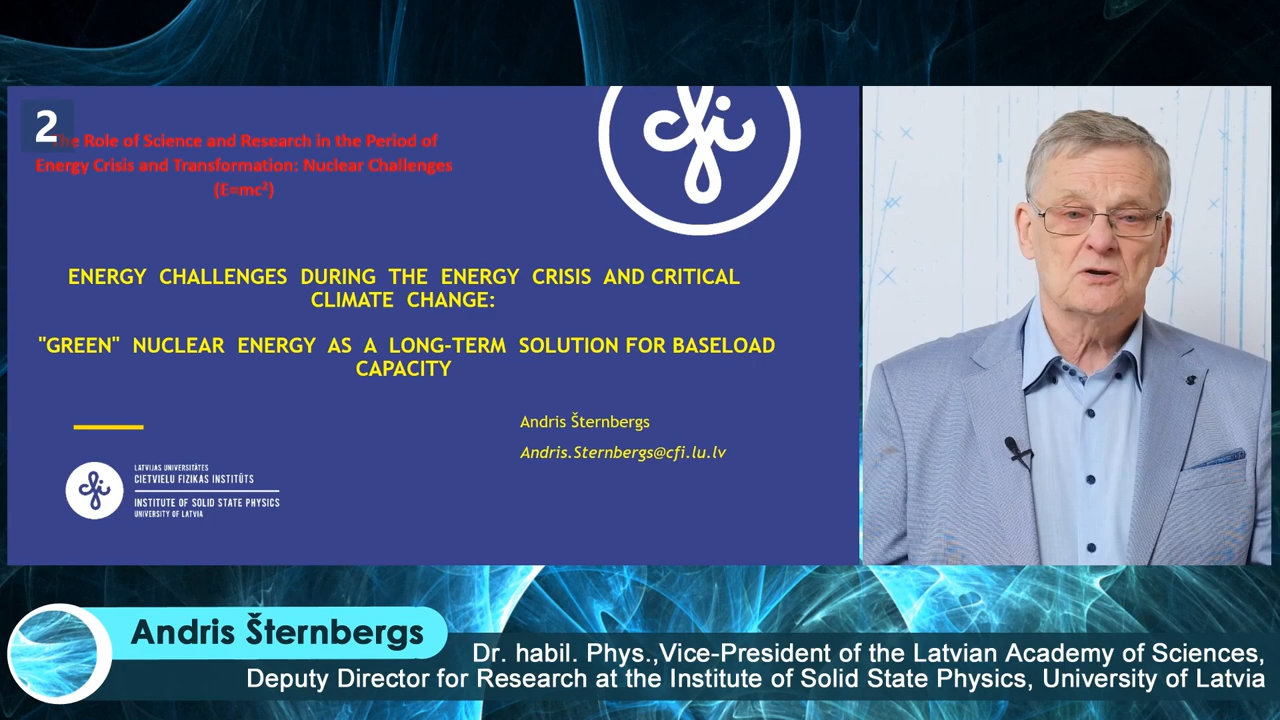 2
The Role of Science and Research in the Period of
Energy Crisis and Transformation: Nuclear Challenges
(E=mc²)
ENERGY CHALLENGES DURING THE ENERGY CRISIS AND CRITICAL
CLIMATE CHANGE:
"GREEN" NUCLEAR ENERGY AS A LONG-TERM SOLUTION FOR BASELOAD
CAPACITY
Andris Šternbergs
Andris.Sternbergs@cfi.lu.lv
cfi
LATVIJAS UNIVERSITĀTES
CIETVIELU FIZIKAS INSTITŪTS
INSTITUTE OF SOLID STATE PHYSICS
UNIVERSITY OF LATVIA
Andris Šternbergs
Dr. habil. Phys.,Vice-President of the Latvian Academy of Sciences,
Deputy Director for Research at the Institute of Solid State Physics, University of Latvia